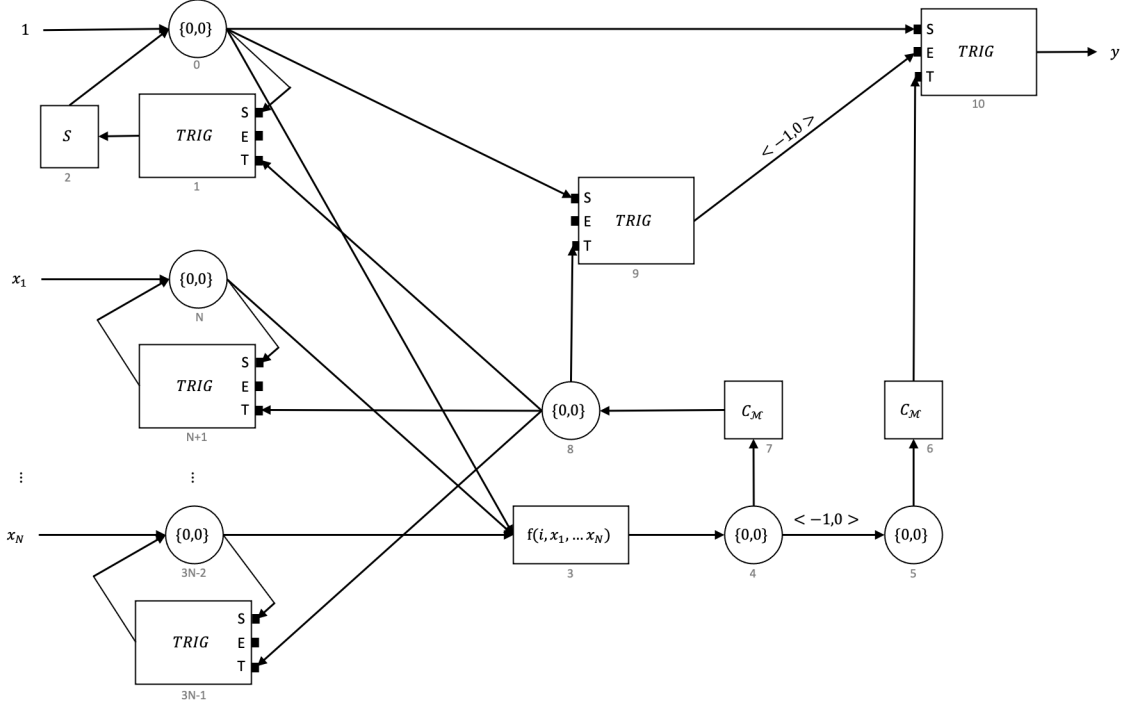 1
{0,0}
0
S
2
TRIG
S
E
T
1
S
E
T
TRIG
10
y
< −1,0 >
S
E
T
TRIG
9
x₁
{0,0}
N
TRIG
S
E
T
N+1
{0,0}
8
C_ℳ
7
C_ℳ
6
⋮
⋮
x_N
{0,0}
3N-2
f(i, x₁, … x_N)
3
{0,0}
4
< −1,0 >
{0,0}
5
TRIG
S
E
T
3N-1